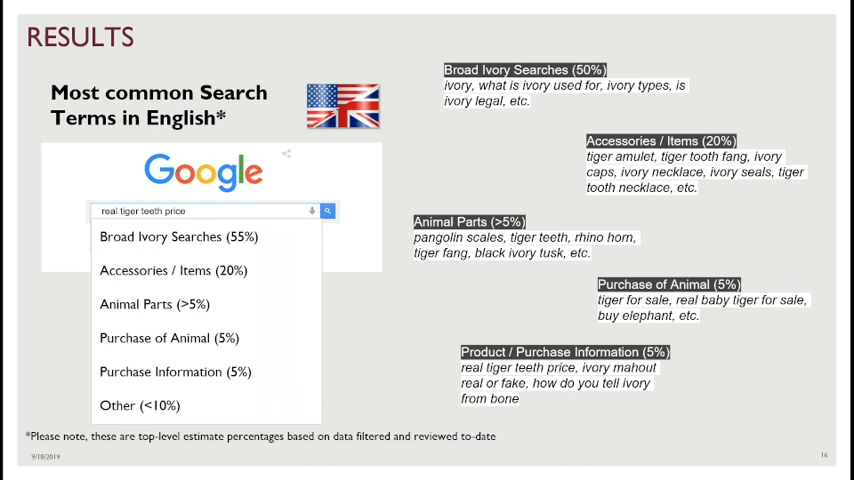 RESULTS
Most common Search
Terms in English*
Google
real tiger teeth price
Broad Ivory Searches (55%)
Accessories / Items (20%)
Animal Parts (>5%)
Purchase of Animal (5%)
Purchase Information (5%)
Other (<10%)
Broad Ivory Searches (50%)
ivory, what is ivory used for, ivory types, is
ivory legal, etc.
Accessories / Items (20%)
tiger amulet, tiger tooth fang, ivory
caps, ivory necklace, ivory seals, tiger
tooth necklace, etc.
Animal Parts (>5%)
pangolin scales, tiger teeth, rhino horn,
tiger fang, black ivory tusk, etc.
Purchase of Animal (5%)
tiger for sale, real baby tiger for sale,
buy elephant, etc.
Product / Purchase Information (5%)
real tiger teeth price, ivory mahout
real or fake, how do you tell ivory
from bone
*Please note, these are top-level estimate percentages based on data filtered and reviewed to-date
9/18/2019
16